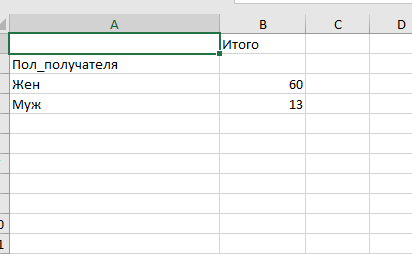 A B C D
Итого
Пол_получателя
Жен 60
Муж 13
0
1